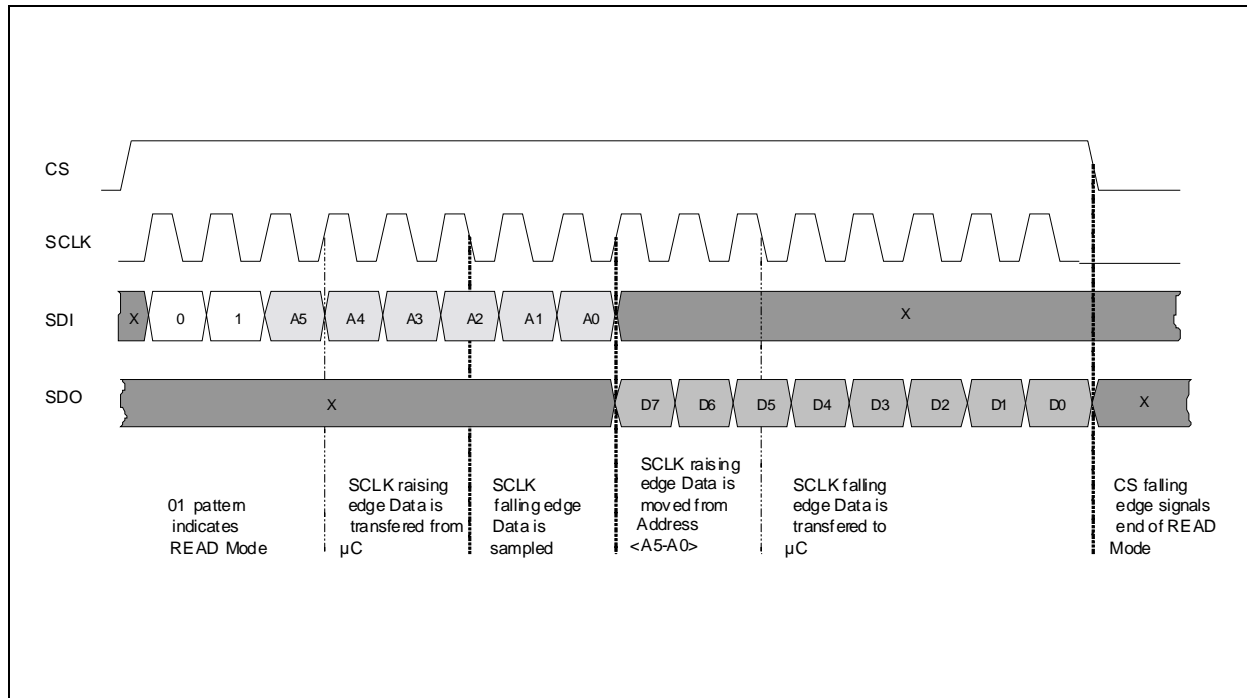 CS
SCLK
SDI
X 0 1 A5 A4 A3 A2 A1 A0 X
SDO
X D7 D6 D5 D4 D3 D2 D1 D0 X
01 pattern
indicates
READ Mode
SCLK raising
edge Data is
transfered from
µC
SCLK
falling edge
Data is
sampled
SCLK raising
edge Data is
moved from
Address
<A5-A0>
SCLK falling
edge Data is
transfered to
µC
CS falling
edge signals
end of READ
Mode